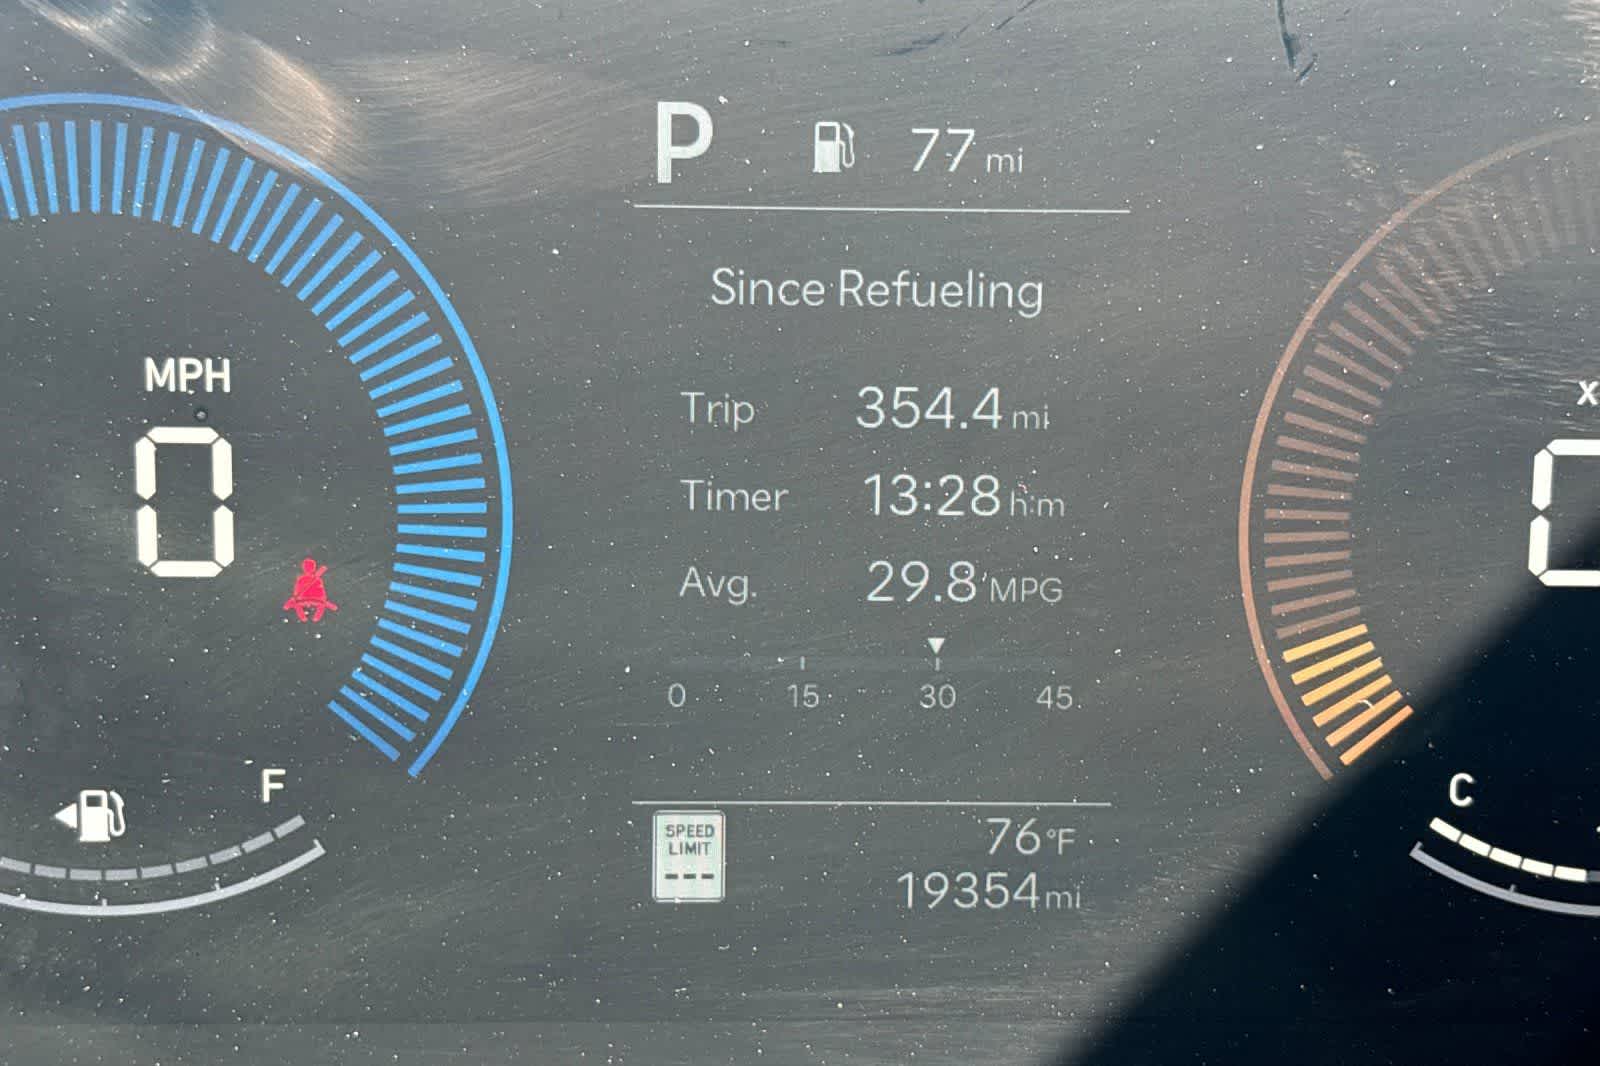 P 77 mi
Since Refueling
MPH
0
Trip 354.4 mi
Timer 13:28 h:m
Avg. 29.8 MPG
0 15 30 45
F
C
SPEED
LIMIT
---
76°F
19354 mi